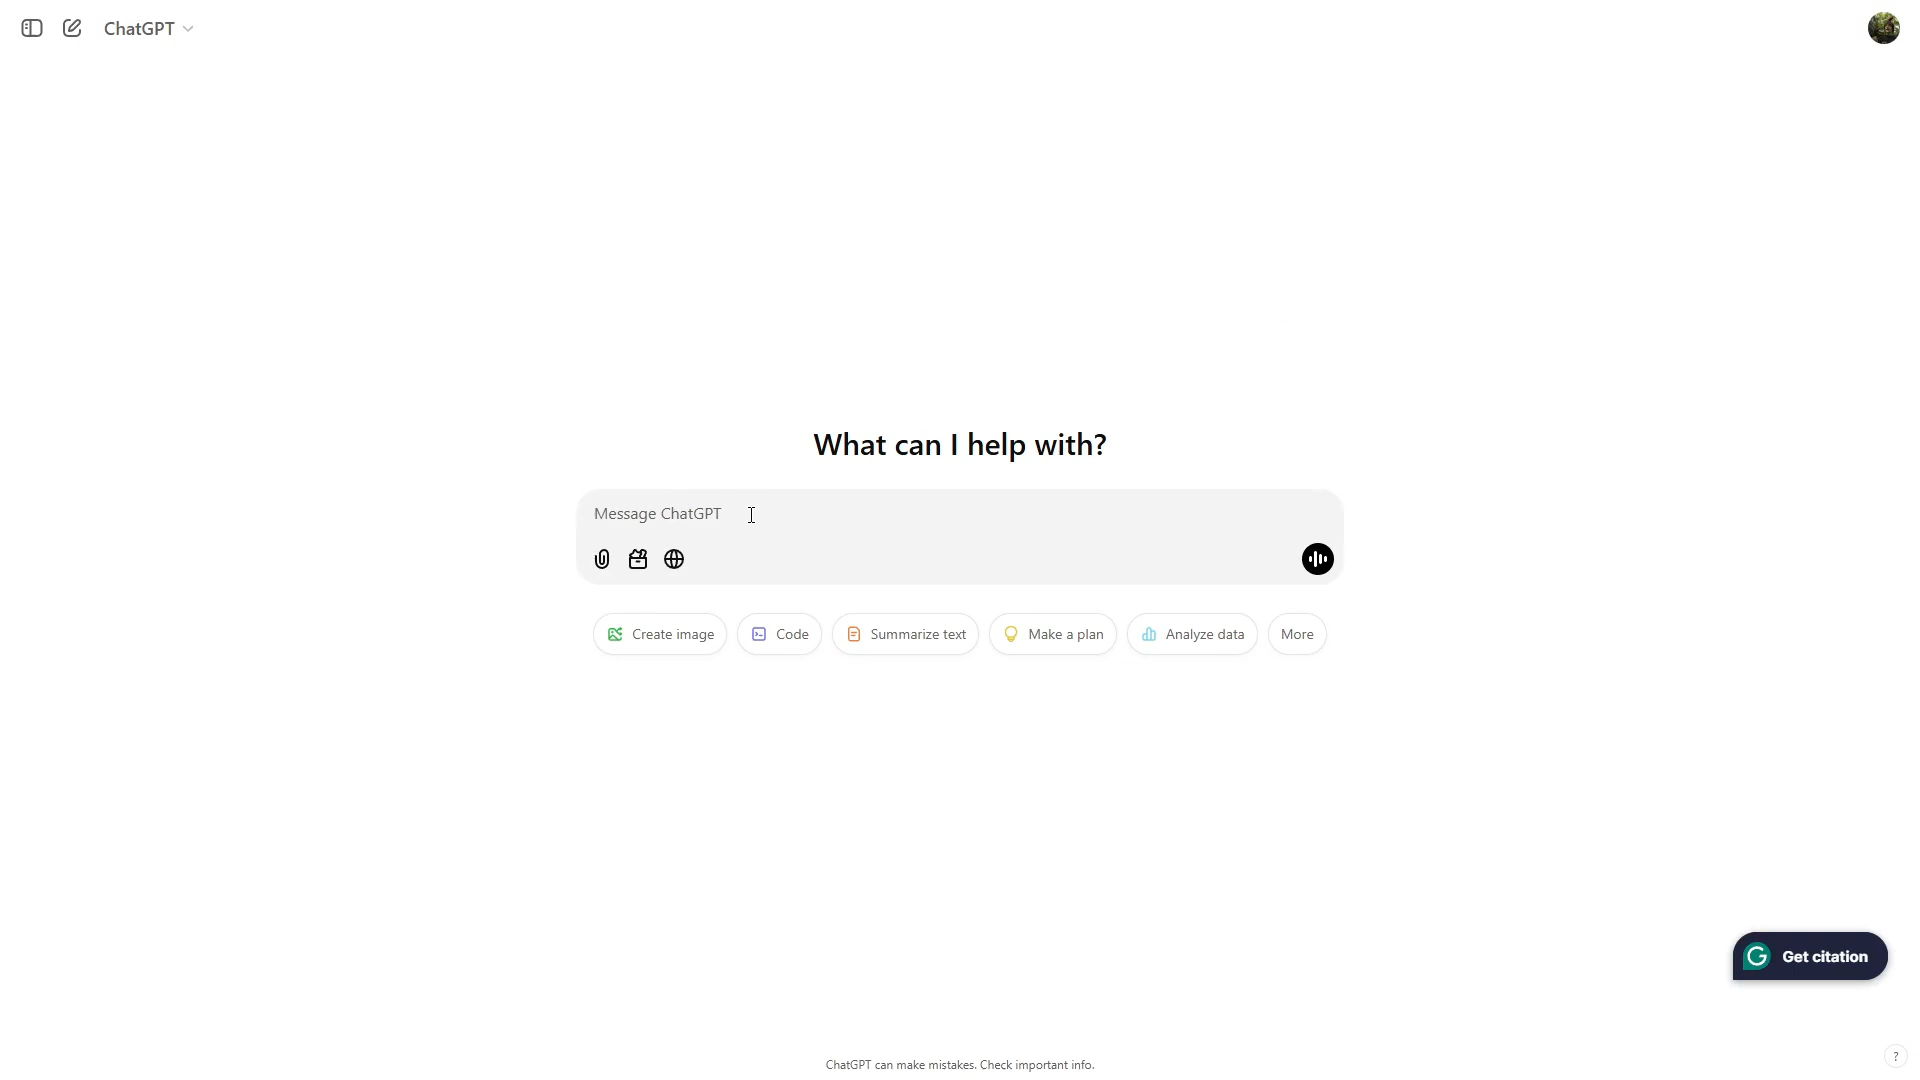 ChatGPT
What can I help with?
Message ChatGPT
Create image
Code
Summarize text
Make a plan
Analyze data
More
Get citation
ChatGPT can make mistakes. Check important info.
?